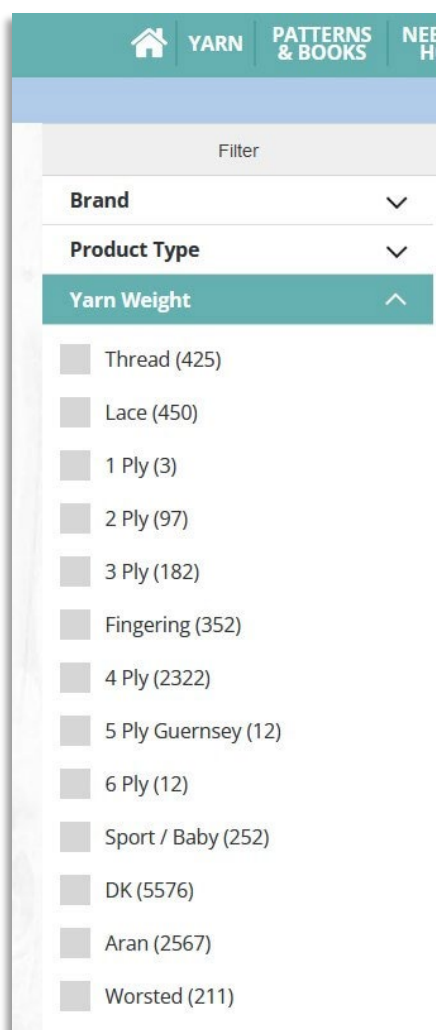 YARN
PATTERNS
& BOOKS
Filter
Brand
Product Type
Yarn Weight
Thread (425)
Lace (450)
1 Ply (3)
2 Ply (97)
3 Ply (182)
Fingering (352)
4 Ply (2322)
5 Ply Guernsey (12)
6 Ply (12)
Sport / Baby (252)
DK (5576)
Aran (2567)
Worsted (211)